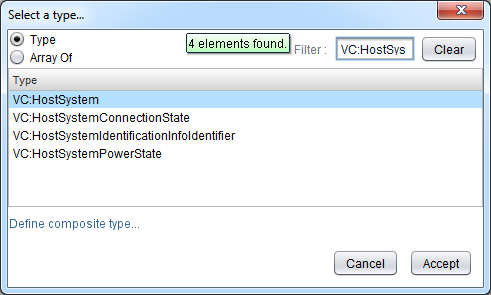 Select a type...
Type
Array Of
4 elements found.
Filter :
VC:HostSys
Clear
Type
VC:HostSystem
VC:HostSystemConnectionState
VC:HostSystemIdentificationInfoIdentifier
VC:HostSystemPowerState
Define composite type...
Cancel
Accept